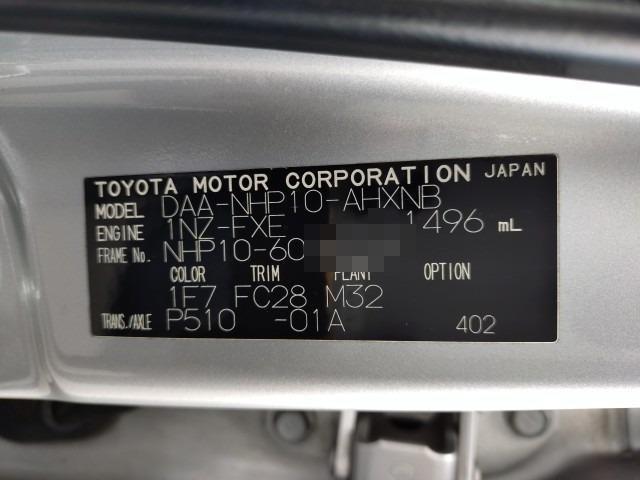 TOYOTA MOTOR CORPORATION JAPAN
MODEL DAA-NHP10-AHXNB
ENGINE 1NZ-FXE 1496 mL
FRAME No. NHP10-60
COLOR TRIM PLANT OPTION
1F7 FC28 M32
TRANS./AXLE P510 -01A 402